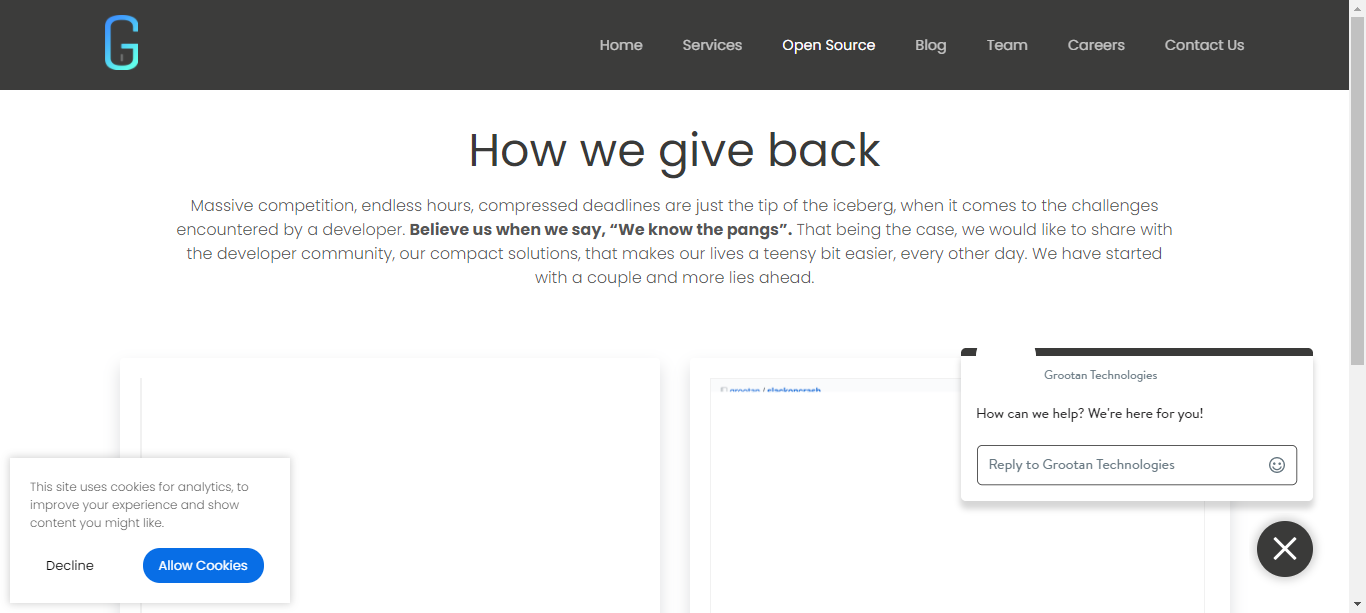 G
Home Services Open Source Blog Team Careers Contact Us
How we give back
Massive competition, endless hours, compressed deadlines are just the tip of the iceberg, when it comes to the challenges
encountered by a developer. Believe us when we say, “We know the pangs”. That being the case, we would like to share with
the developer community, our compact solutions, that makes our lives a teensy bit easier, every other day. We have started
with a couple and more lies ahead.
grootan / slackoncrash
Grootan Technologies
How can we help? We're here for you!
Reply to Grootan Technologies
This site uses cookies for analytics, to
improve your experience and show
content you might like.
Decline Allow Cookies